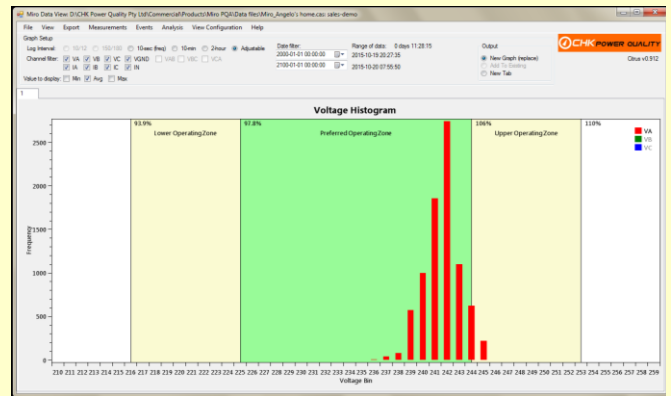 Miro Data View: D:\CHK Power Quality Pty Ltd\Commercial\Products\Miro PQA\Data files\Miro_Angelo's home.cas: sales-demo
File View Export Measurements Events Analysis View Configuration Help
Graph Setup
Log Interval: 10/12 150/180 10-sec (freq) 10-min 2-hour Adjustable
Channel filter: VA VB VC VGND VAB VBC VCA
IA IB IC IN
Value to display: Min Avg Max
Date filter:
2000-01-01 00:00:00
2100-01-01 00:00:00
Range of data: 0 days 11:28:15
2015-10-19 20:27:35
2015-10-20 07:55:50
Output
New Graph (replace)
Add To Existing
New Tab
CHK POWER QUALITY
Citrus v0.912
1
Voltage Histogram
93.9% 97.8% 106% 110%
Lower Operating Zone Preferred Operating Zone Upper Operating Zone
VA
VB
VC
Frequency
2500
2000
1500
1000
500
0
210 211 212 213 214 215 216 217 218 219 220 221 222 223 224 225 226 227 228 229 230 231 232 233 234 235 236 237 238 239 240 241 242 243 244 245 246 247 248 249 250 251 252 253 254 255 256 257 258 259
Voltage Bin